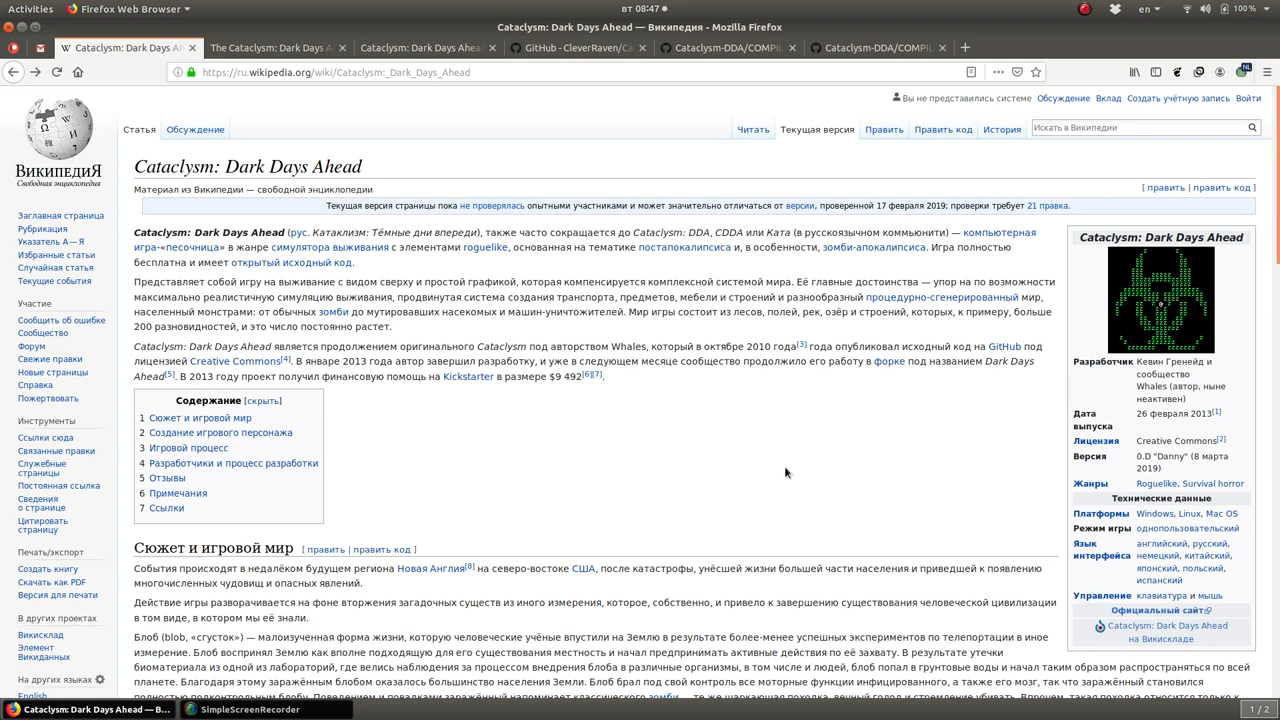 Activities
Firefox Web Browser
вт 08:47
en
100 %
Cataclysm: Dark Days Ahead — Википедия - Mozilla Firefox
Cataclysm: Dark Days Ah
The Cataclysm: Dark Days A
Cataclysm: Dark Days Ahead
GitHub - CleverRaven/Ca
Cataclysm-DDA/COMPIL
Cataclysm-DDA/COMPIL
https://ru.wikipedia.org/wiki/Cataclysm:_Dark_Days_Ahead
Вы не представились системе Обсуждение Вклад Создать учётную запись Войти
Статья Обсуждение Читать Текущая версия Править Править код История Искать в Википедии
ВИКИПЕДИЯ
Свободная энциклопедия
Заглавная страница
Рубрикация
Указатель А — Я
Избранные статьи
Случайная статья
Текущие события
Участие
Сообщить об ошибке
Сообщество
Форум
Свежие правки
Новые страницы
Справка
Пожертвовать
Инструменты
Ссылки сюда
Связанные правки
Служебные
страницы
Постоянная ссылка
Сведения
о странице
Цитировать
страницу
Печать/экспорт
Создать книгу
Скачать как PDF
Версия для печати
В других проектах
Викисклад
Элемент
Викиданных
На других языках
English
Cataclysm: Dark Days Ahead
Материал из Википедии — свободной энциклопедии
[ править | править код ]
Текущая версия страницы пока не проверялась опытными участниками и может значительно отличаться от версии, проверенной 17 февраля 2019; проверки требует 21 правка.
Cataclysm: Dark Days Ahead (рус. Катаклизм: Тёмные дни впереди), также часто сокращается до Cataclysm: DDA, CDDA или Ката (в русскоязычном коммьюнити) — компьютерная
игра-«песочница» в жанре симулятора выживания с элементами roguelike, основанная на тематике постапокалипсиса и, в особенности, зомби-апокалипсиса. Игра полностью
бесплатна и имеет открытый исходный код.
Представляет собой игру на выживание с видом сверху и простой графикой, которая компенсируется комплексной системой мира. Её главные достоинства — упор на по возможности
максимально реалистичную симуляцию выживания, продвинутая система создания транспорта, предметов, мебели и строений и разнообразный процедурно-сгенерированный мир,
населенный монстрами: от обычных зомби до мутировавших насекомых и машин-уничтожителей. Мир игры состоит из лесов, полей, рек, озёр и строений, которых, к примеру, больше
200 разновидностей, и это число постоянно растет.
Cataclysm: Dark Days Ahead является продолжением оригинального Cataclysm под авторством Whales, который в октябре 2010 года[3] года опубликовал исходный код на GitHub под
лицензией Creative Commons[4]. В январе 2013 года автор завершил разработку, и уже в следующем месяце сообщество продолжило его работу в форке под названием Dark Days
Ahead[5]. В 2013 году проект получил финансовую помощь на Kickstarter в размере $9 492[6][7].
Содержание [скрыть]
1 Сюжет и игровой мир
2 Создание игрового персонажа
3 Игровой процесс
4 Разработчики и процесс разработки
5 Отзывы
6 Примечания
7 Ссылки
Сюжет и игровой мир [ править | править код ]
События происходят в недалёком будущем региона Новая Англия[8] на северо-востоке США, после катастрофы, унёсшей жизни большей части населения и приведшей к появлению
многочисленных чудовищ и опасных явлений.
Действие игры разворачивается на фоне вторжения загадочных существ из иного измерения, которое, собственно, и привело к завершению существования человеческой цивилизации
в том виде, в котором мы её знали.
Блоб (blob, «сгусток») — малоизученная форма жизни, которую человеческие учёные впустили на Землю в результате более-менее успешных экспериментов по телепортации в иное
измерение. Блоб воспринял Землю как вполне подходящую для его существования местность и начал предпринимать активные действия по её захвату. В результате утечки
биоматериала из одной из лабораторий, где велись наблюдения за процессом внедрения блоба в различные организмы, в том числе и людей, блоб попал в грунтовые воды и начал таким образом распространяться по всей
планете. Благодаря этому заражённым блобом оказалось большинство населения Земли. Блоб брал под свой контроль все моторные функции инфицированного, а также его мозг, так что заражённый становился
полностью подконтрольным блобу. Поведением и повадками заражённый напоминает классического зомби — те же шаркающая походка, вечный голод и стремление убивать. Впрочем, такая походка относится только к
Cataclysm: Dark Days Ahead
Разработчик Кевин Гренейд и
сообщество
Whales (автор, ныне
неактивен)
Дата выпуска 26 февраля 2013[1]
Лицензия Creative Commons[2]
Версия 0.D "Danny" (8 марта
2019)
Жанры Roguelike, Survival horror
Технические данные
Платформы Windows, Linux, Mac OS
Режим игры однопользовательский
Язык интерфейса английский, русский,
немецкий, китайский,
японский, польский,
испанский
Управление клавиатура и мышь
Официальный сайт
Cataclysm: Dark Days Ahead
на Викискладе
Cataclysm: Dark Days Ahead — В...
SimpleScreenRecorder
1 / 2